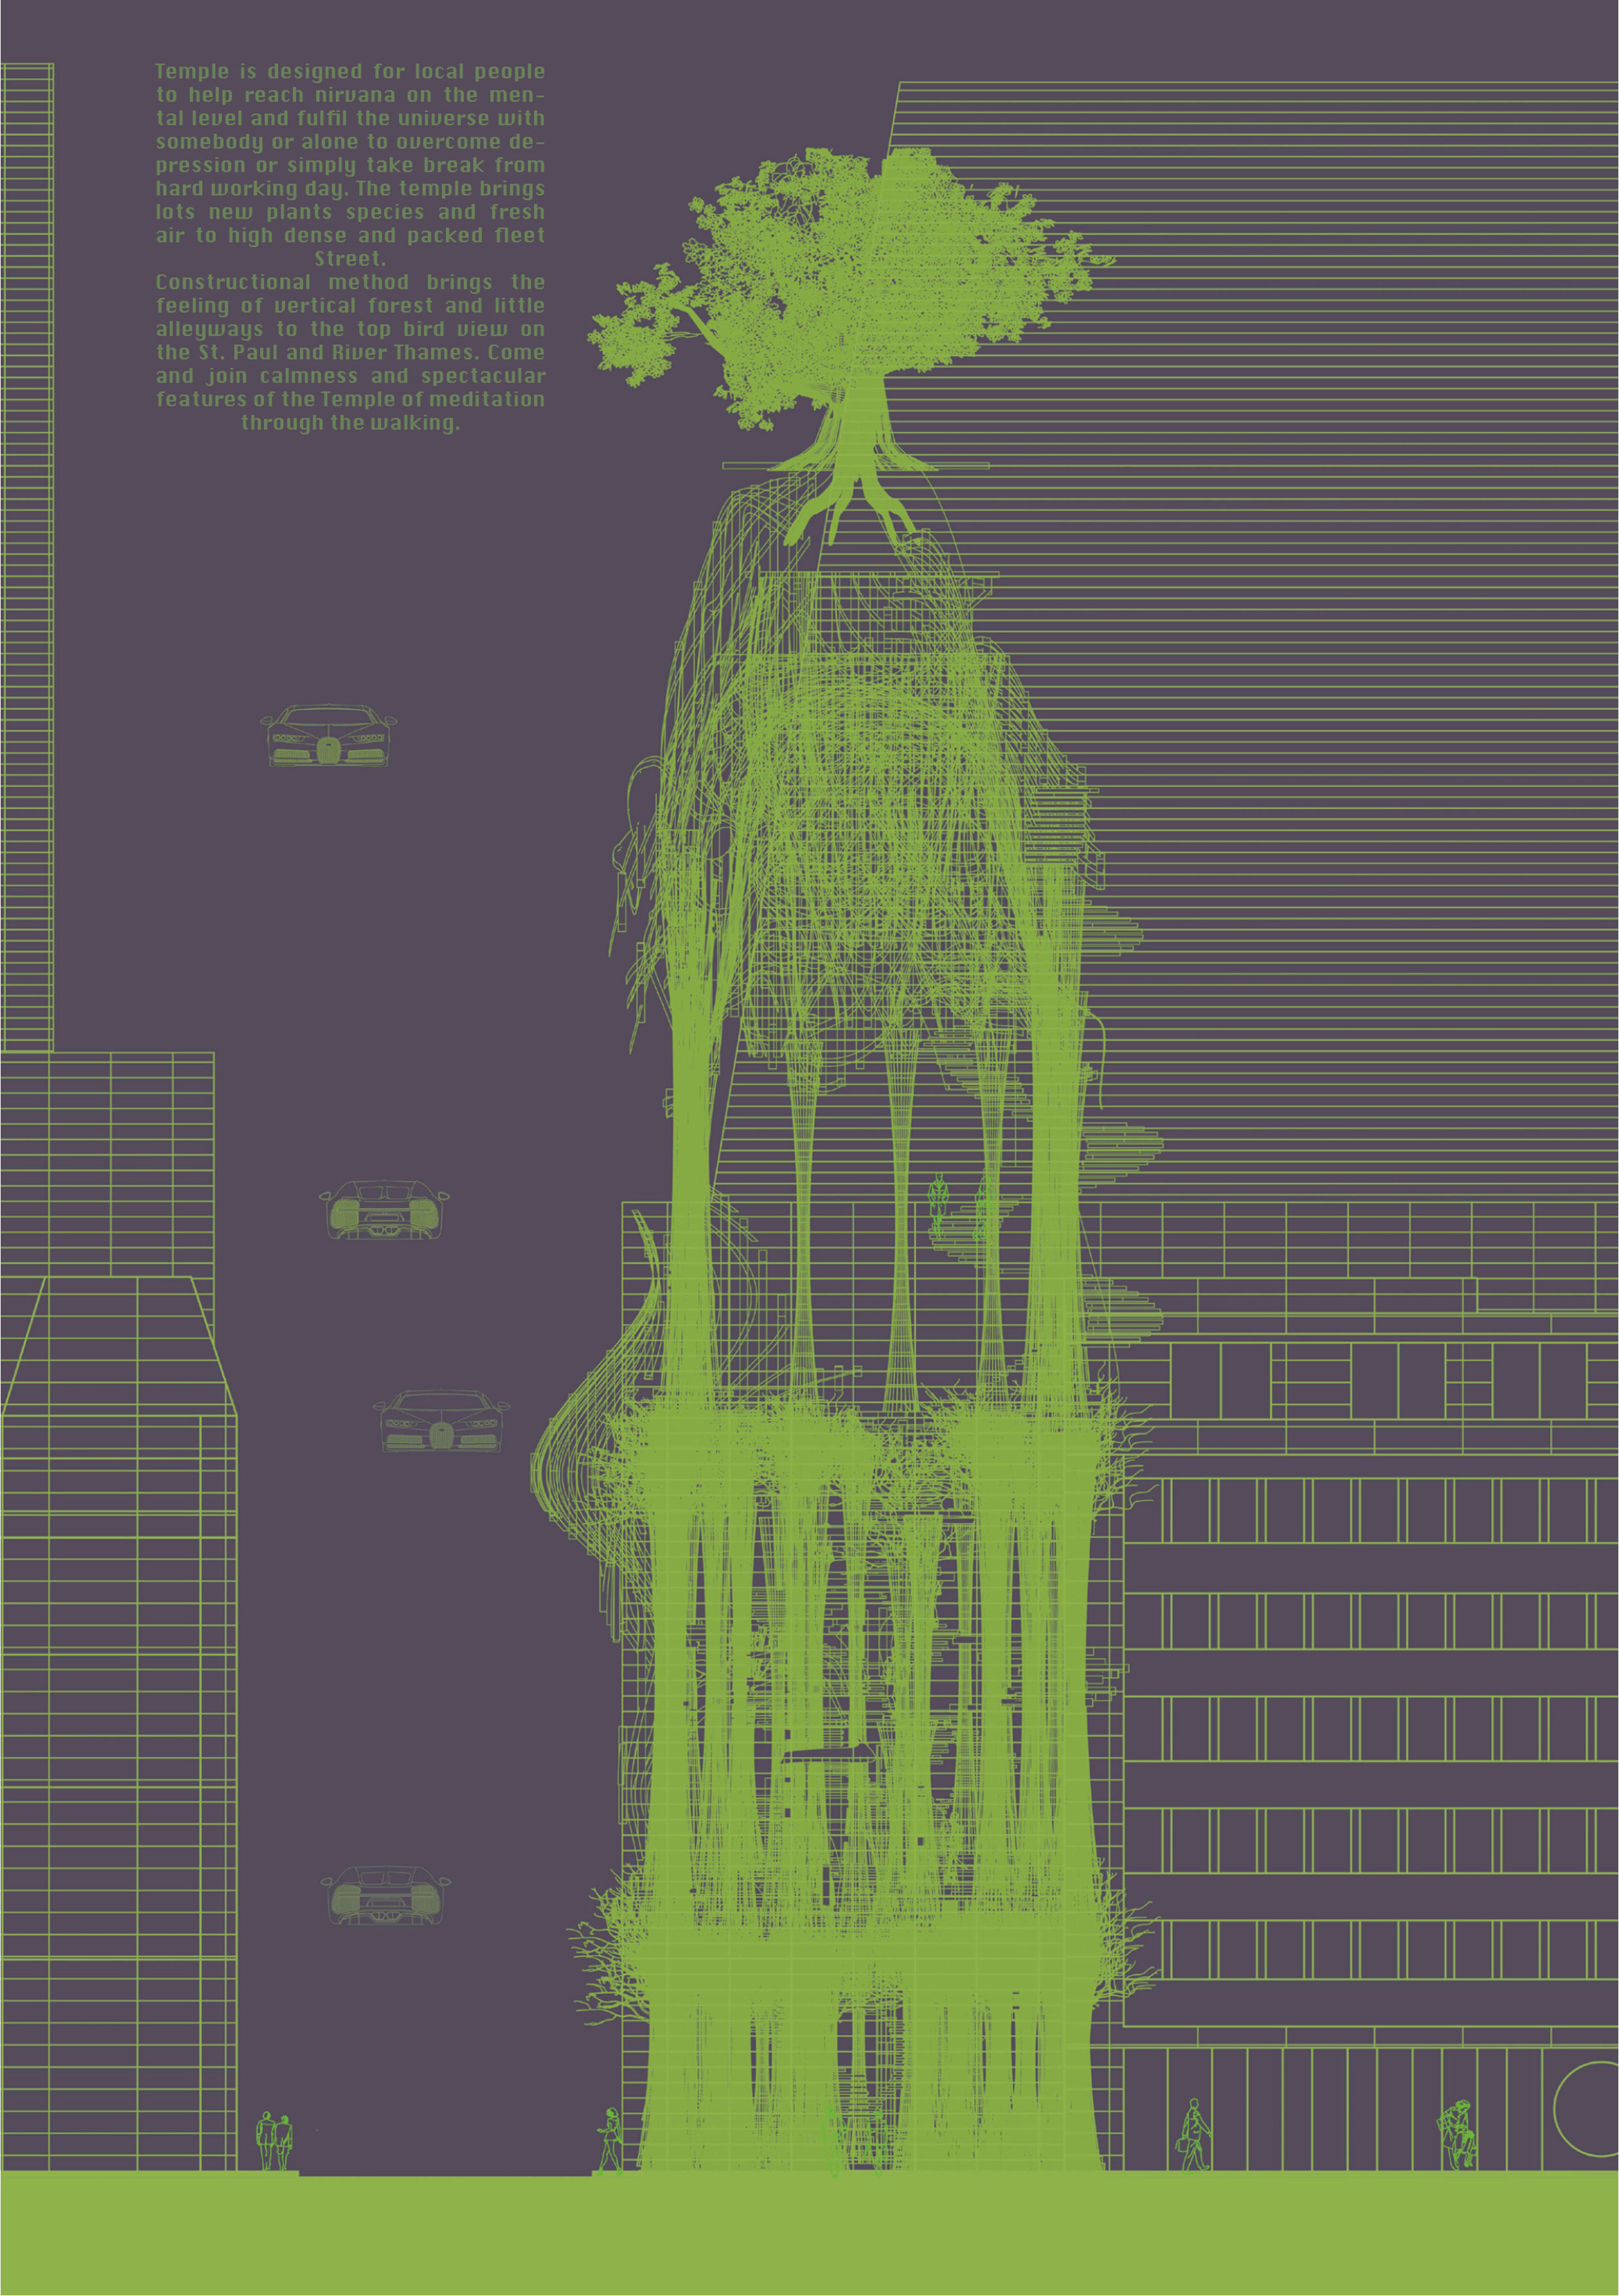 Temple is designed for local people
to help reach nirvana on the men-
tal level and fulfil the universe with
somebody or alone to overcome de-
pression or simply take break from
hard working day. The temple brings
lots new plants species and fresh
air to high dense and packed fleet
Street.
Constructional method brings the
feeling of vertical forest and little
alleyways to the top bird view on
the St. Paul and River Thames. Come
and join calmness and spectacular
features of the Temple of meditation
through the walking.